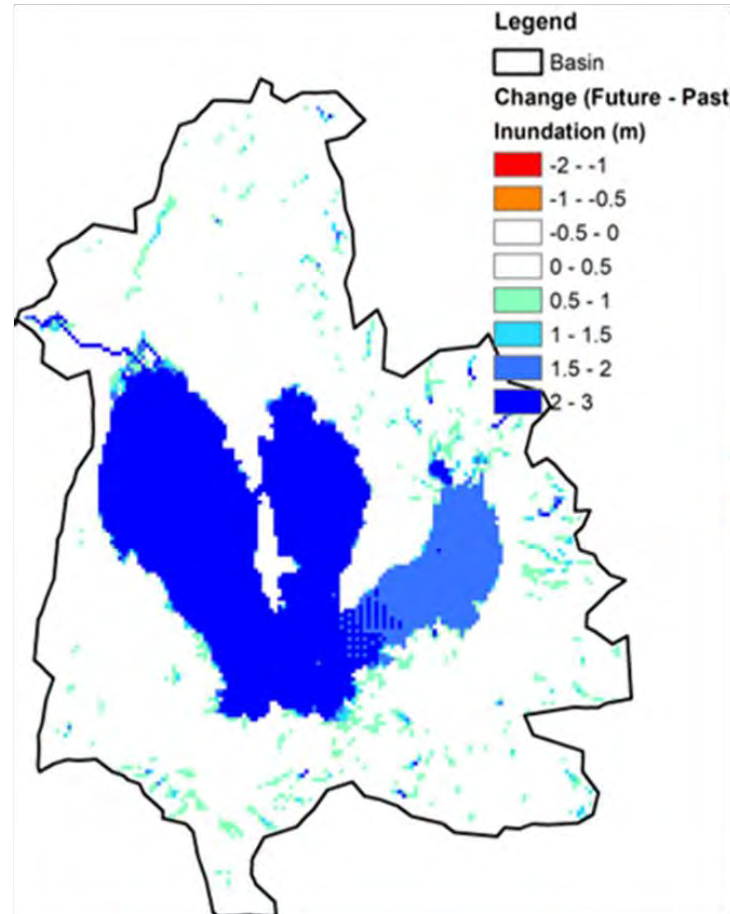 Legend
Basin
Change (Future - Past
Inundation (m)
-2 - -1
-1 - -0.5
-0.5 - 0
0 - 0.5
0.5 - 1
1 - 1.5
1.5 - 2
2 - 3